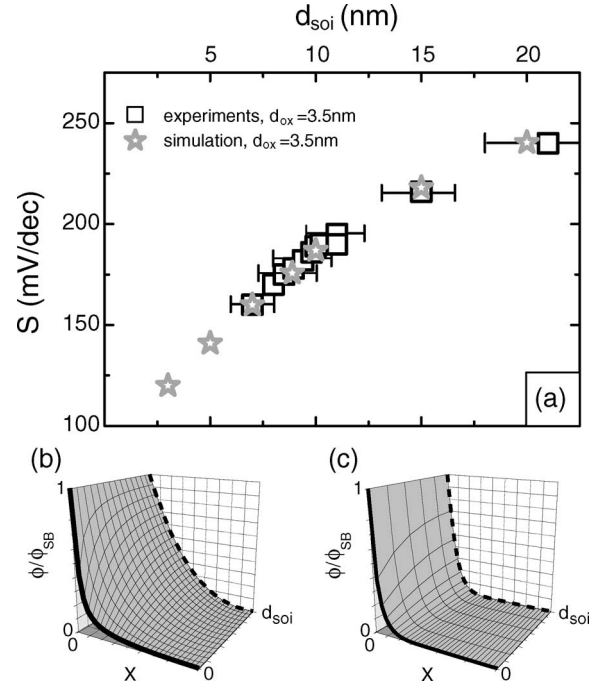 d_soi (nm)
5 10 15 20
250
200
150
100
S (mV/dec)
experiments, d_ox=3.5nm
simulation, d_ox=3.5nm
(a)
(b) (c)
1 1
ϕ/ϕ_SB ϕ/ϕ_SB
0 0
d_soi d_soi
0 0
X X
0 0